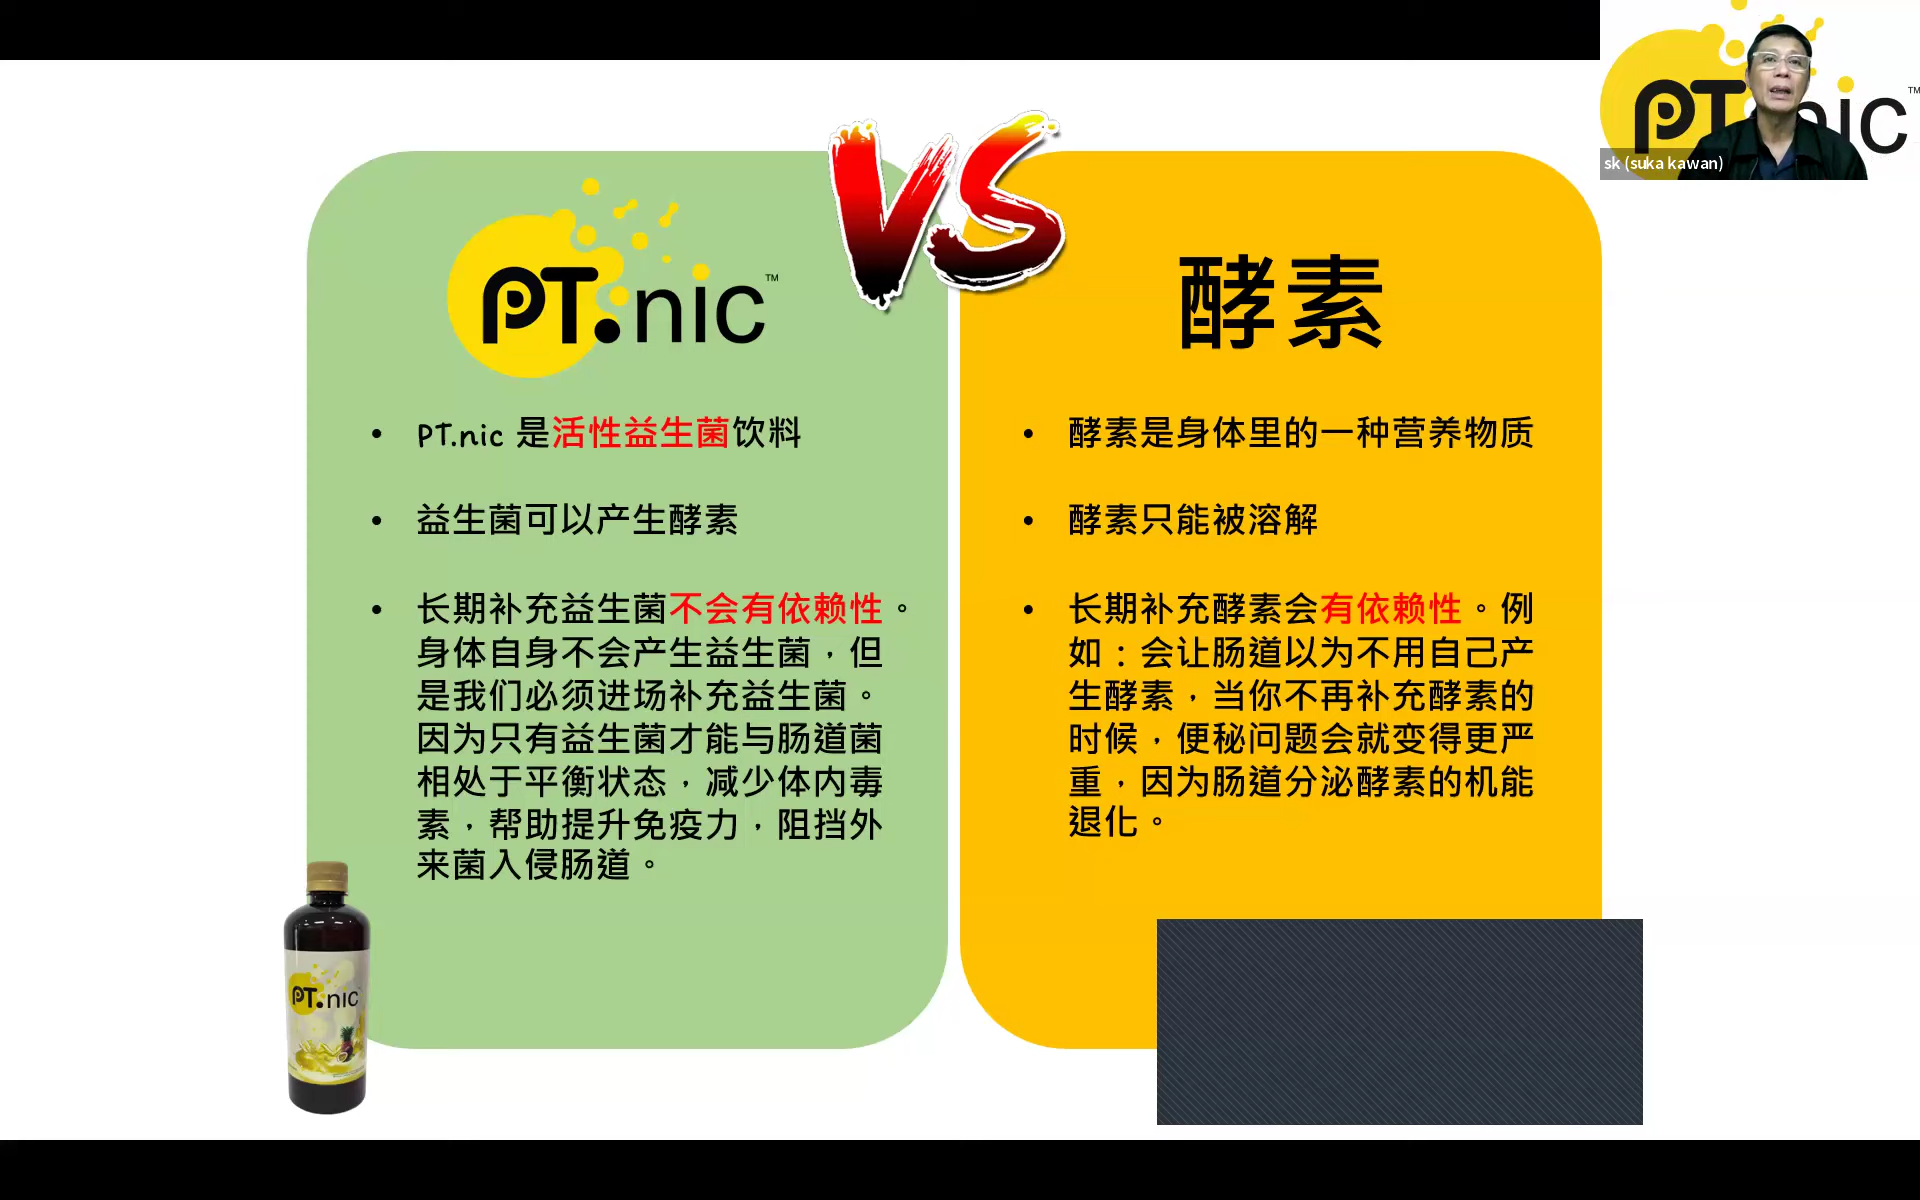 PT.nic™
sk (suka kawan)
VS
PT.nic™
• PT.nic 是活性益生菌饮料
• 益生菌可以产生酵素
• 长期补充益生菌不会有依赖性。
身体自身不会产生益生菌，但
是我们必须进场补充益生菌。
因为只有益生菌才能与肠道菌
相处于平衡状态，减少体内毒
素，帮助提升免疫力，阻挡外
来菌入侵肠道。
PT.nic
酵素
• 酵素是身体里的一种营养物质
• 酵素只能被溶解
• 长期补充酵素会有依赖性。例
如：会让肠道以为不用自己产
生酵素，当你不再补充酵素的
时候，便秘问题会就变得更严
重，因为肠道分泌酵素的机能
退化。